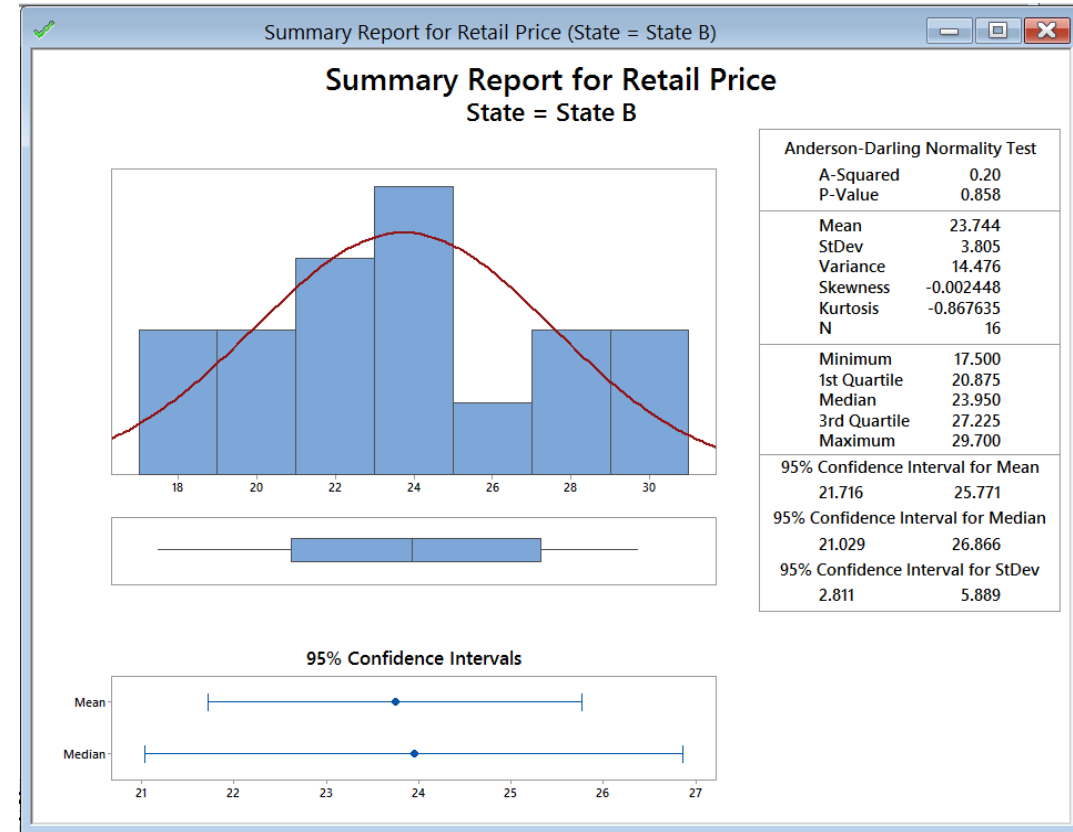 Summary Report for Retail Price (State = State B)
Summary Report for Retail Price
State = State B
Anderson-Darling Normality Test
A-Squared 0.20
P-Value 0.858
Mean 23.744
StDev 3.805
Variance 14.476
Skewness -0.002448
Kurtosis -0.867635
N 16
Minimum 17.500
1st Quartile 20.875
Median 23.950
3rd Quartile 27.225
Maximum 29.700
95% Confidence Interval for Mean
21.716 25.771
95% Confidence Interval for Median
21.029 26.866
95% Confidence Interval for StDev
2.811 5.889
18 20 22 24 26 28 30
95% Confidence Intervals
Mean
Median
21 22 23 24 25 26 27